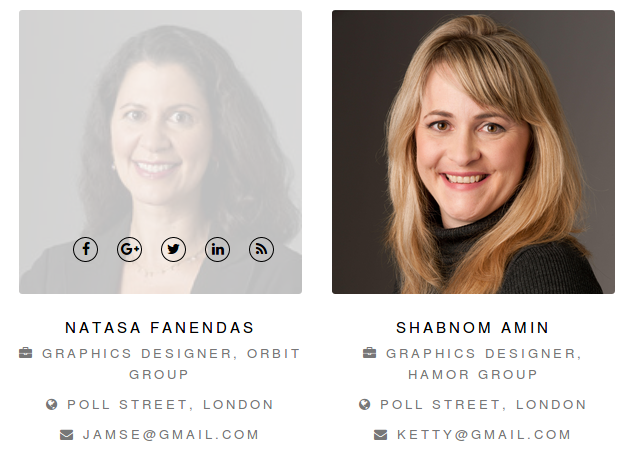 NATASA FANENDAS
GRAPHICS DESIGNER, ORBIT
GROUP
POLL STREET, LONDON
JAMSE@GMAIL.COM
SHABNOM AMIN
GRAPHICS DESIGNER,
HAMOR GROUP
POLL STREET, LONDON
KETTY@GMAIL.COM